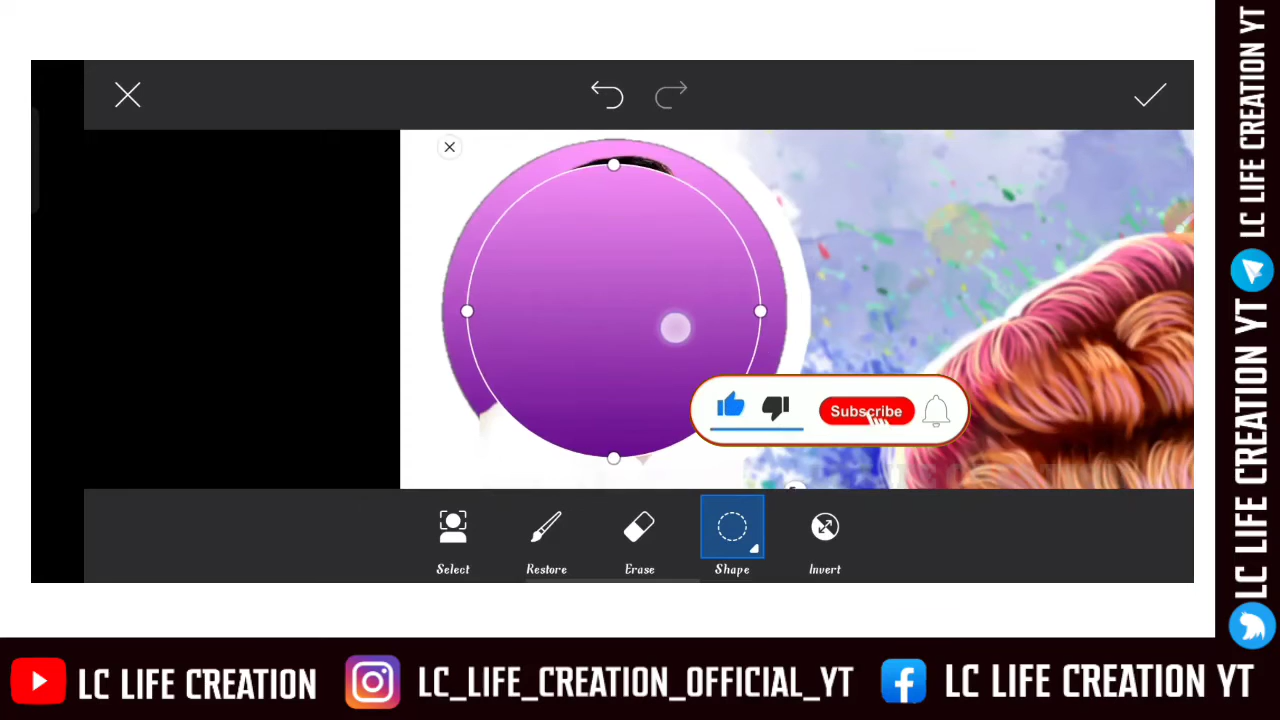 Subscribe
Select
Restore
Erase
Shape
Invert
LC LIFE CREATION
LC_LIFE_CREATION_OFFICIAL_YT
LC LIFE CREATION YT
LC LIFE CREATION YT
LC LIFE CREATION YT